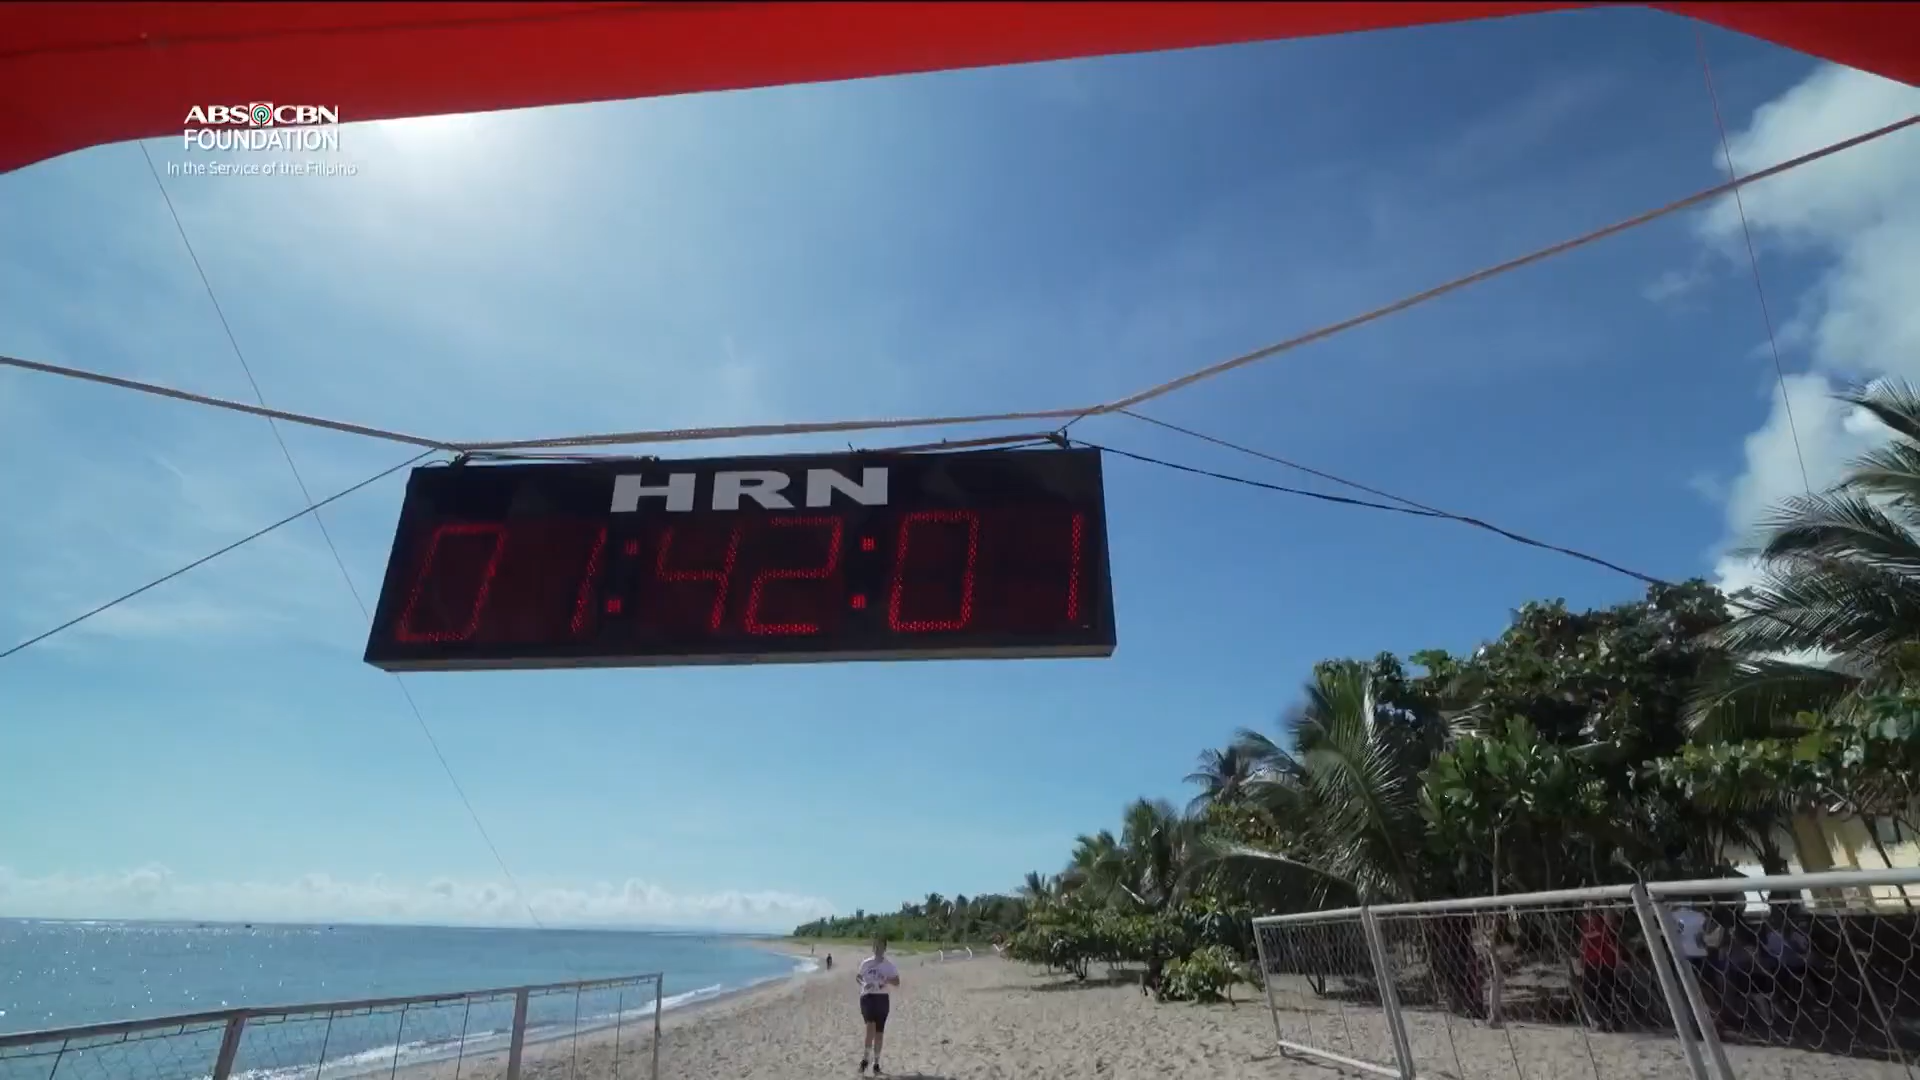 ABS CBN
FOUNDATION
In the Service of the Filipino
HRN
01:42:01